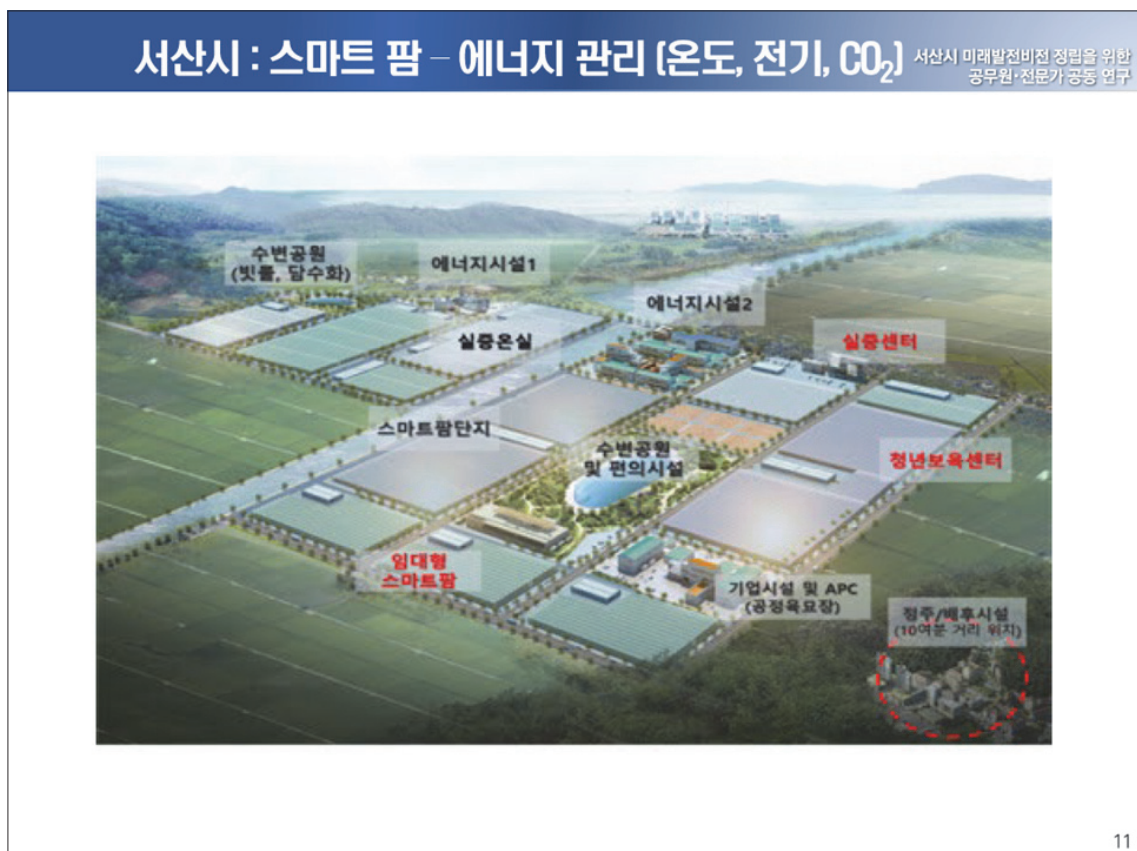 서산시 : 스마트 팜 – 에너지 관리 (온도, 전기, CO₂)
서산시 미래발전비전 정립을 위한
공무원·전문가 공동 연구
수변공원
(빗물, 담수화)
에너지시설1
에너지시설2
실증온실
실증센터
스마트팜단지
수변공원
및 편의시설
청년보육센터
임대형
스마트팜
기업시설 및 APC
(공정육묘장)
정주/배후시설
(10여분 거리 위치)
11